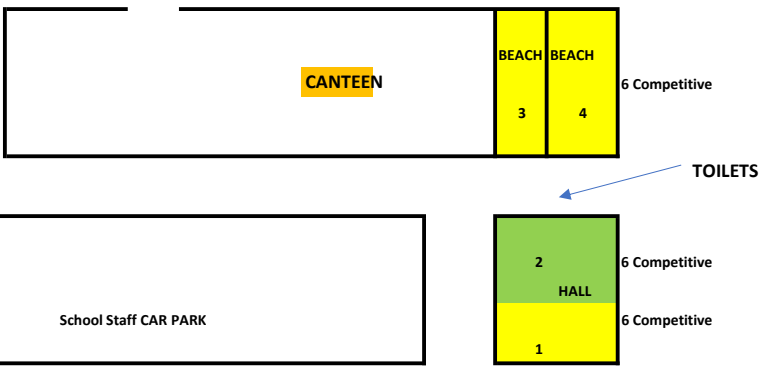 BEACH BEACH
CANTEEN
6 Competitive
3 4
TOILETS
2
6 Competitive
HALL
School Staff CAR PARK
6 Competitive
1